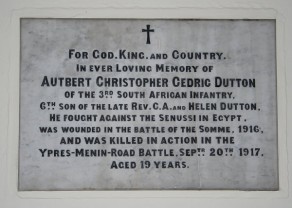 For God, King, and Country.
In ever Loving Memory of
Autbert Christopher Cedric Dutton
of the 3RD South African Infantry,
6TH son of the late Rev. C.A. and Helen Dutton,
He fought against the Senussi in Egypt,
was wounded in the battle of the Somme, 1916,
and was killed in action in the
Ypres-Menin-Road Battle, Sept. 20TH 1917,
Aged 19 years.